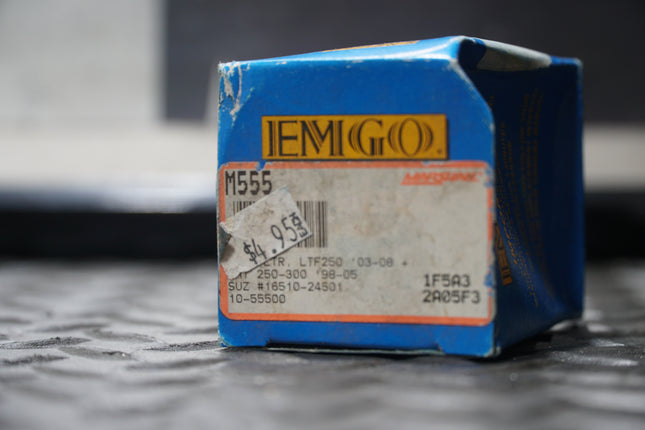 EMGO
M555
$4.95
LTR, LTF250 '03-08 +
250-300 '98-05
SUZ #16510-24501
10-55500
1F5A3
2A05F3